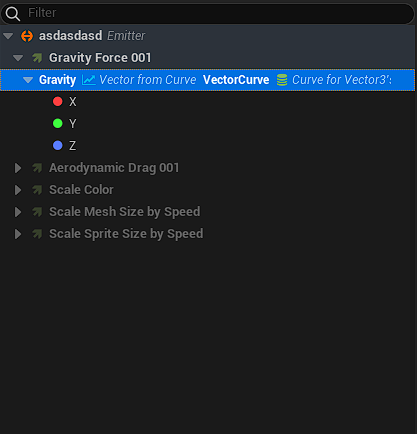 Filter
asdasdasd Emitter
Gravity Force 001
Gravity Vector from Curve VectorCurve Curve for Vector3's
X
Y
Z
Aerodynamic Drag 001
Scale Color
Scale Mesh Size by Speed
Scale Sprite Size by Speed